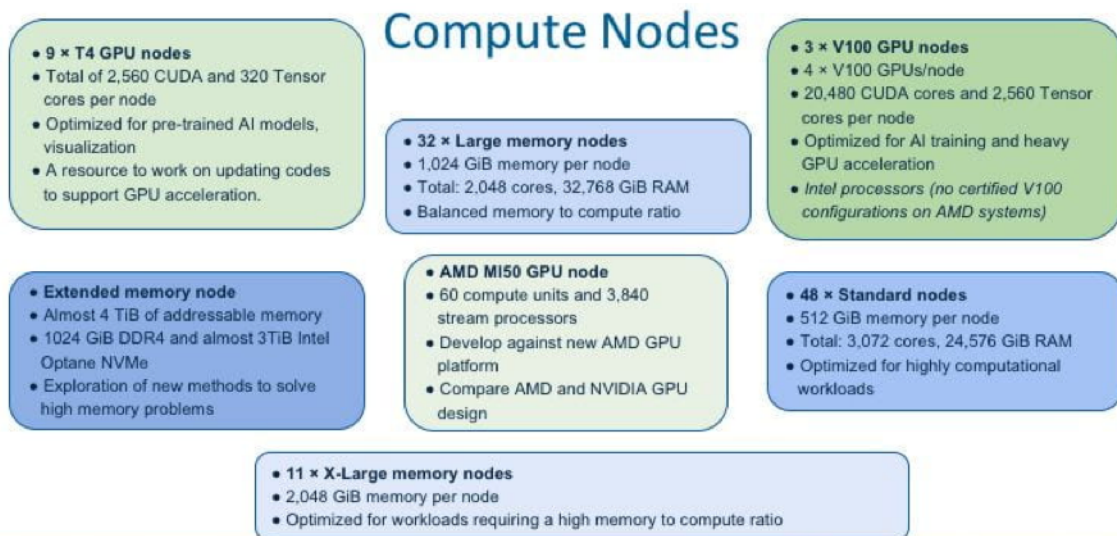 Compute Nodes
• 9 × T4 GPU nodes
• Total of 2,560 CUDA and 320 Tensor
cores per node
• Optimized for pre-trained AI models,
visualization
• A resource to work on updating codes
to support GPU acceleration.
• 32 × Large memory nodes
• 1,024 GiB memory per node
• Total: 2,048 cores, 32,768 GiB RAM
• Balanced memory to compute ratio
• 3 × V100 GPU nodes
• 4 × V100 GPUs/node
• 20,480 CUDA cores and 2,560 Tensor
cores per node
• Optimized for AI training and heavy
GPU acceleration
• Intel processors (no certified V100
configurations on AMD systems)
• Extended memory node
• Almost 4 TiB of addressable memory
• 1024 GiB DDR4 and almost 3TiB Intel
Optane NVMe
• Exploration of new methods to solve
high memory problems
• AMD MI50 GPU node
• 60 compute units and 3,840
stream processors
• Develop against new AMD GPU
platform
• Compare AMD and NVIDIA GPU
design
• 48 × Standard nodes
• 512 GiB memory per node
• Total: 3,072 cores, 24,576 GiB RAM
• Optimized for highly computational
workloads
• 11 × X-Large memory nodes
• 2,048 GiB memory per node
• Optimized for workloads requiring a high memory to compute ratio